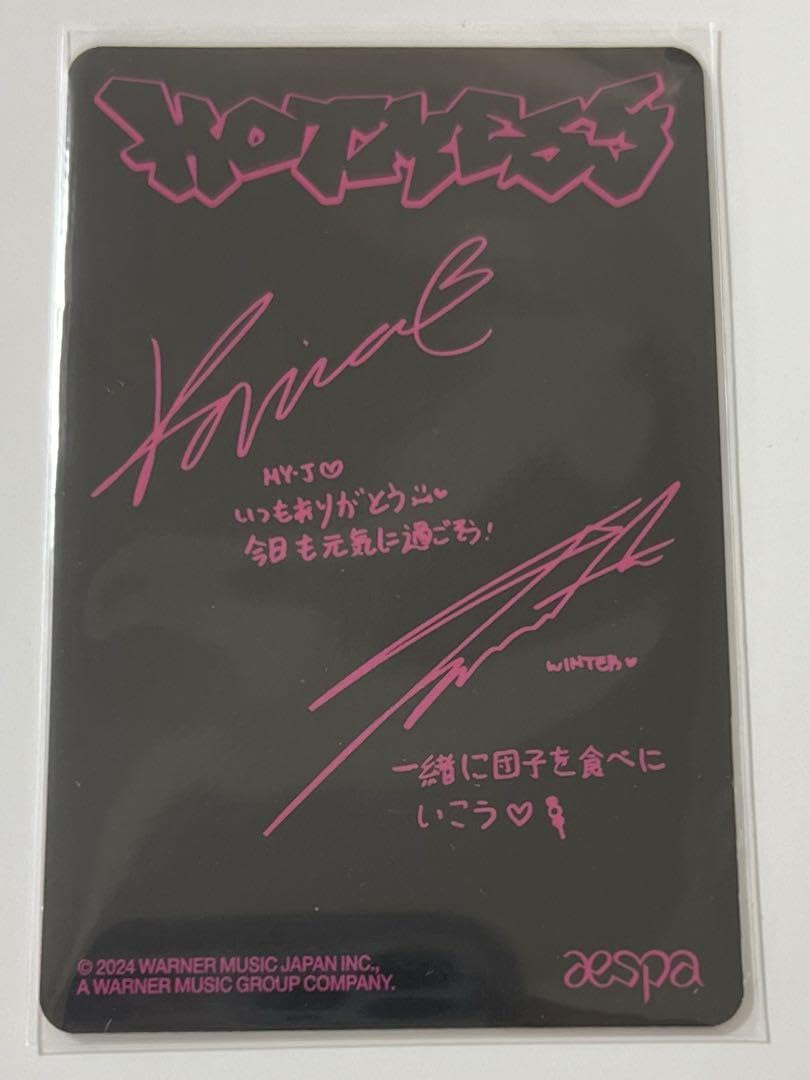 HOT MESS
Karina
MY-J♡
いつもありがとう
今日も元気に過ごそう!
WINTER♥
一緒に団子を食べに
いこう♡
© 2024 WARNER MUSIC JAPAN INC.,
A WARNER MUSIC GROUP COMPANY.
aespa